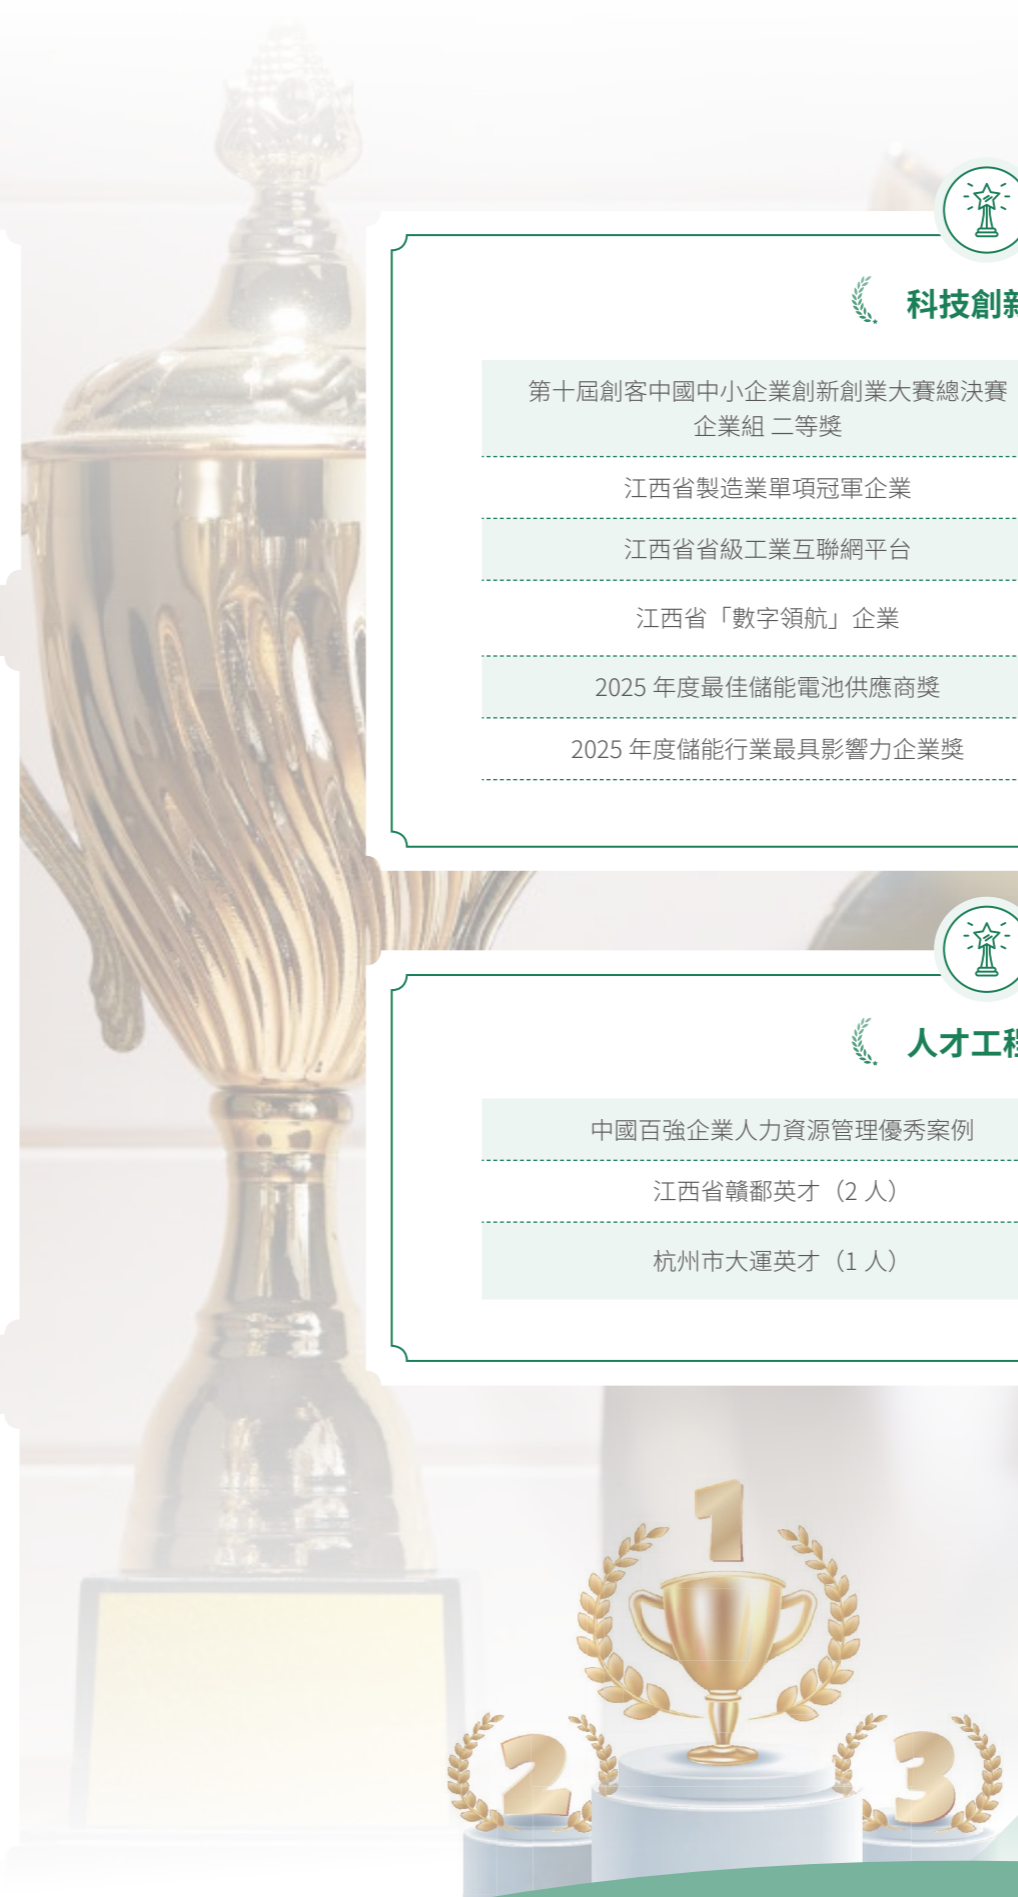 科技創新
第十屆創客中國中小企業創新創業大賽總決賽
企業組 二等獎
江西省製造業單項冠軍企業
江西省省級工業互聯網平台
江西省「數字領航」企業
2025 年度最佳儲能電池供應商獎
2025 年度儲能行業最具影響力企業獎
人才工程
中國百強企業人力資源管理優秀案例
江西省贛鄱英才（2 人）
杭州市大運英才（1 人）
1
2
3